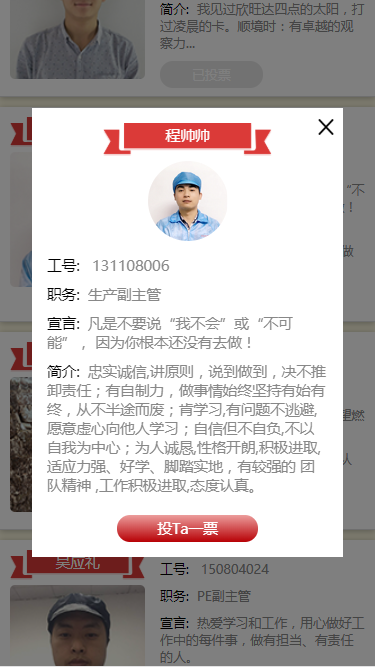 简介: 我见过欣旺达四点的太阳，打
过凌晨的卡。顺境时：有卓越的观
察力...
已投票
程帅帅
工号: 131108006
职务: 生产副主管
宣言: 凡是不要说“我不会”或“不可
能” ，因为你根本还没有去做！
简介: 忠实诚信,讲原则，说到做到，决不推
卸责任；有自制力，做事情始终坚持有始有
终，从不半途而废；肯学习,有问题不逃避,
愿意虚心向他人学习；自信但不自负,不以
自我为中心；为人诚恳,性格开朗,积极进取,
适应力强、好学、脚踏实地，有较强的 团
队精神 ,工作积极进取,态度认真。
投Ta一票
吴应礼
工号: 150804024
职务: PE副主管
宣言: 热爱学习和工作，用心做好工
作中的每件事，做有担当、有责任
的人。